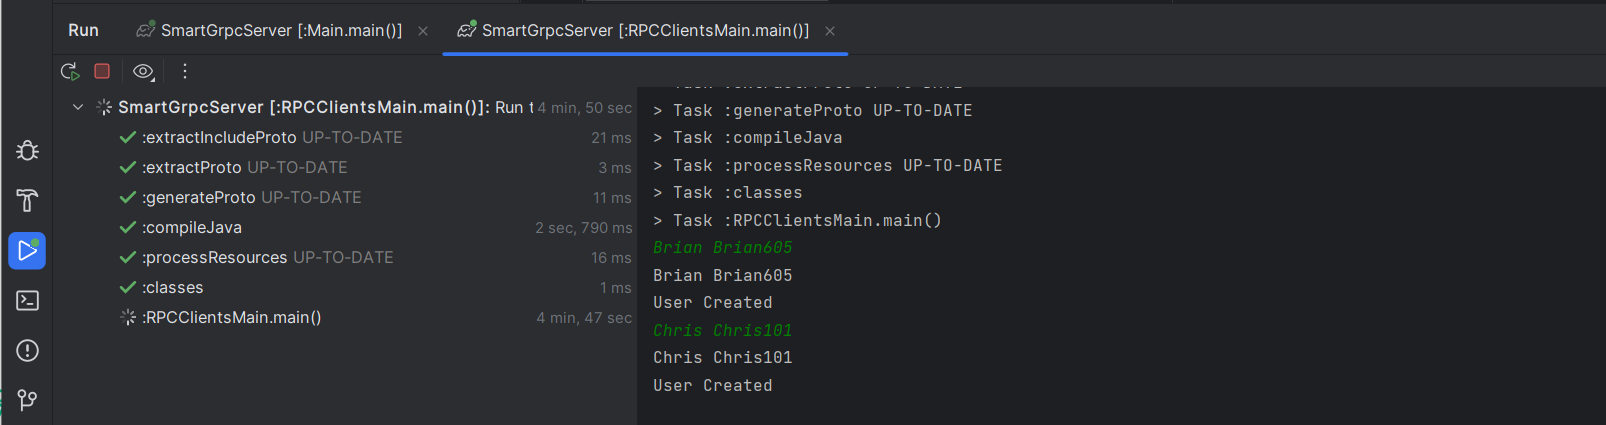 Run SmartGrpcServer [:Main.main()] SmartGrpcServer [:RPCClientsMain.main()]
SmartGrpcServer [:RPCClientsMain.main()]: Run t 4 min, 50 sec
:extractIncludeProto UP-TO-DATE 21 ms
:extractProto UP-TO-DATE 3 ms
:generateProto UP-TO-DATE 11 ms
:compileJava 2 sec, 790 ms
:processResources UP-TO-DATE 16 ms
:classes 1 ms
:RPCClientsMain.main() 4 min, 47 sec
> Task :generateProto UP-TO-DATE
> Task :compileJava
> Task :processResources UP-TO-DATE
> Task :classes
> Task :RPCClientsMain.main()
Brian Brian605
Brian Brian605
User Created
Chris Chris101
Chris Chris101
User Created